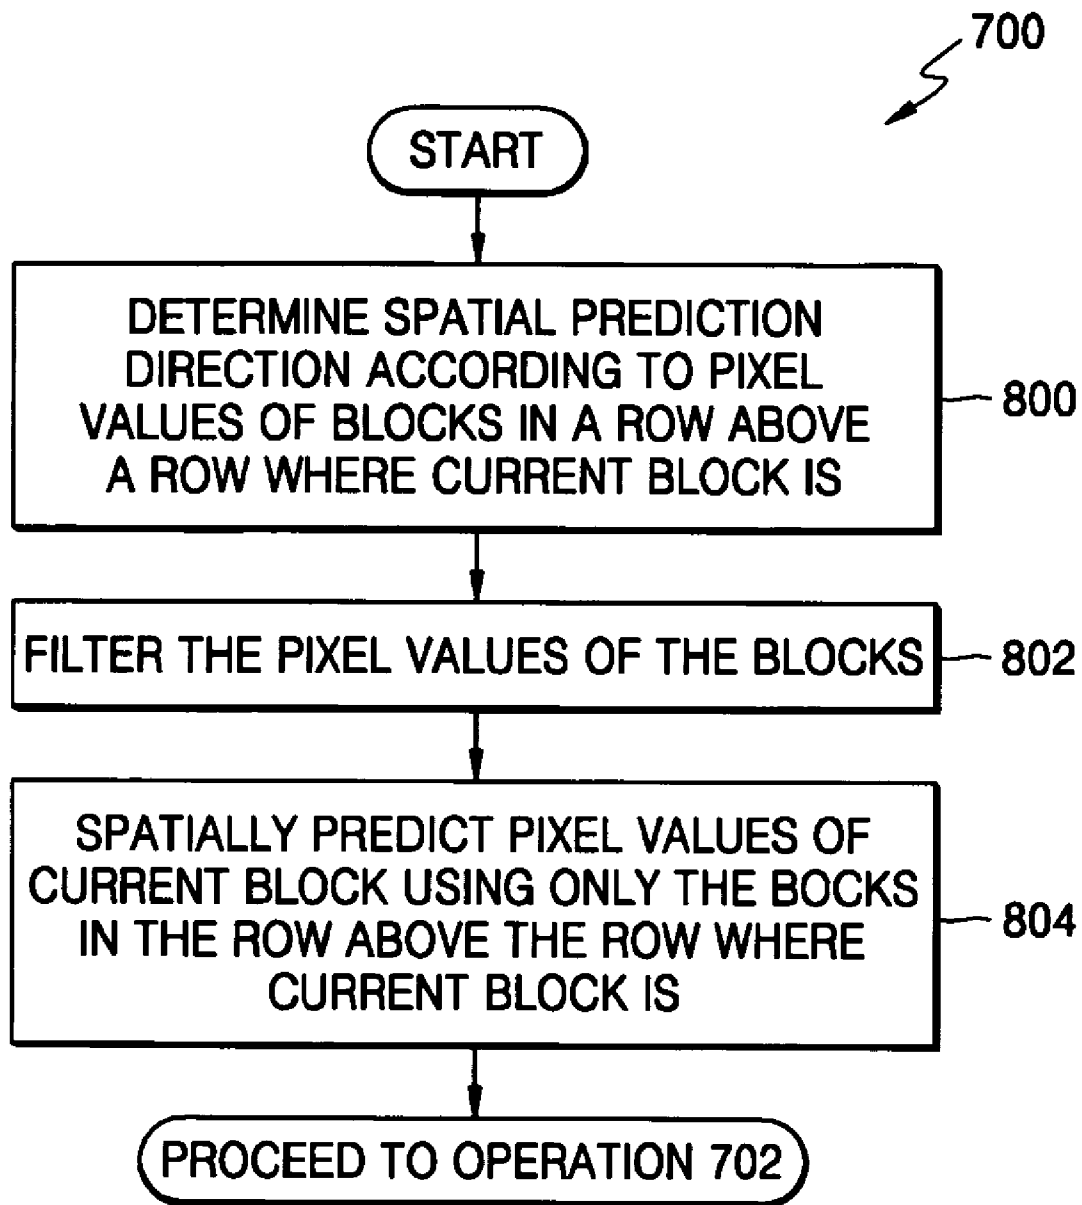 700
START
DETERMINE SPATIAL PREDICTION
DIRECTION ACCORDING TO PIXEL
VALUES OF BLOCKS IN A ROW ABOVE
A ROW WHERE CURRENT BLOCK IS
800
FILTER THE PIXEL VALUES OF THE BLOCKS
802
SPATIALLY PREDICT PIXEL VALUES OF
CURRENT BLOCK USING ONLY THE BOCKS
IN THE ROW ABOVE THE ROW WHERE
CURRENT BLOCK IS
804
PROCEED TO OPERATION 702